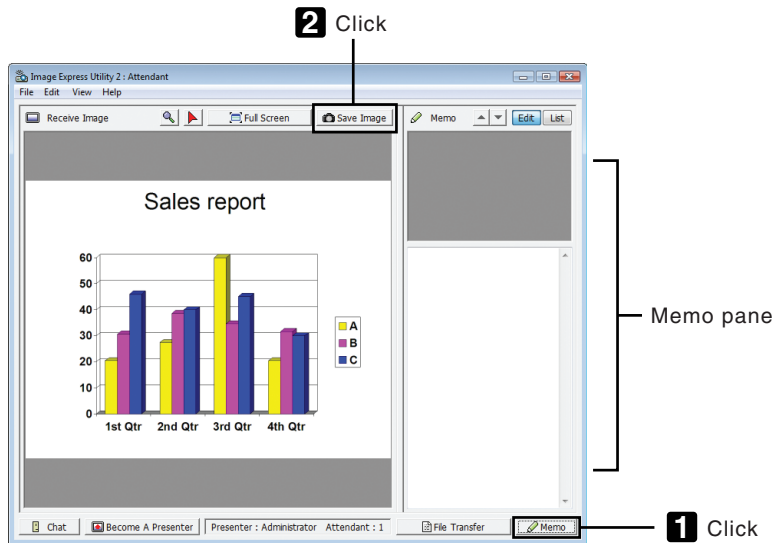 2 Click
Image Express Utility 2 : Attendant
File Edit View Help
Receive Image Full Screen Save Image Memo Edit List
Sales report
60
50
40
30
20
10
0
1st Qtr 2nd Qtr 3rd Qtr 4th Qtr
A
B
C
Memo pane
Chat Become A Presenter Presenter : Administrator Attendant : 1 File Transfer Memo
1 Click